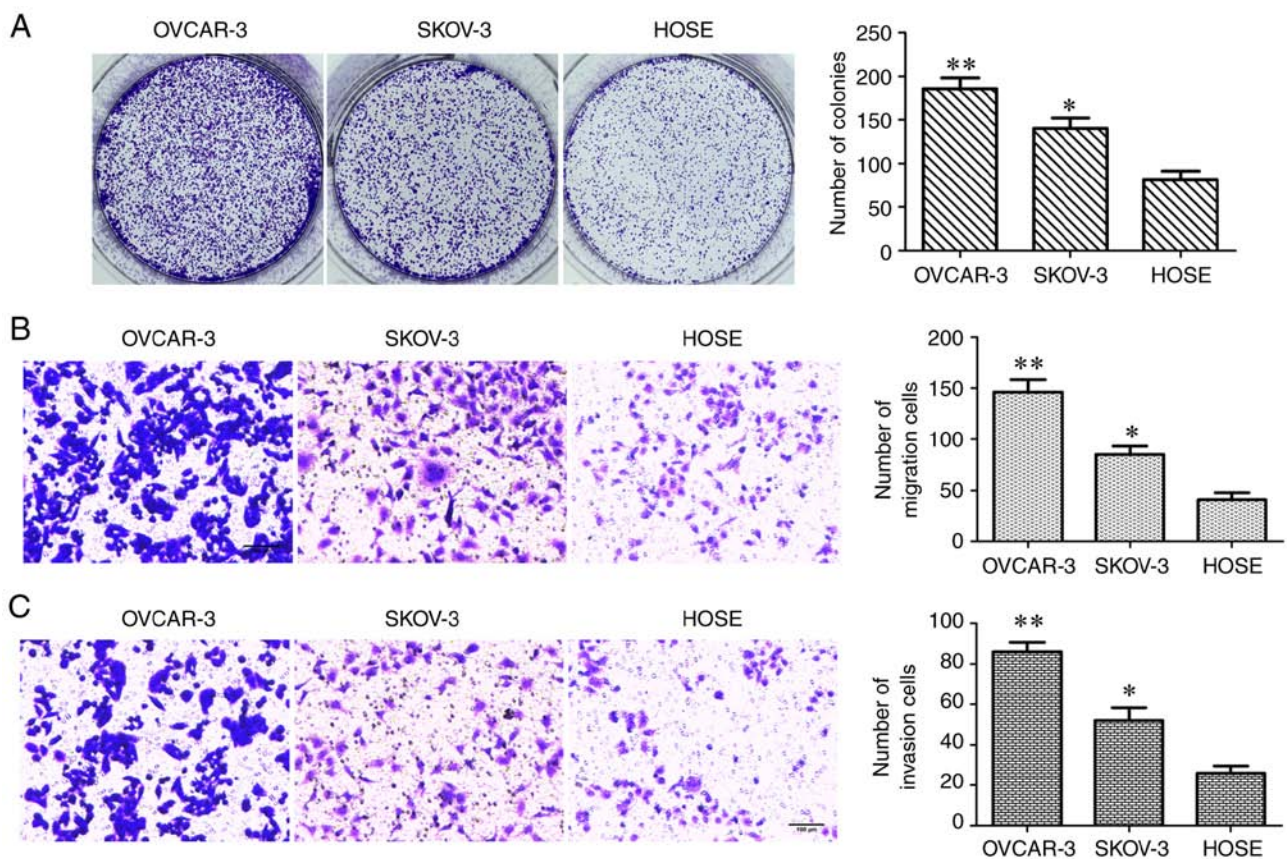 A
OVCAR-3
SKOV-3
HOSE
Number of colonies
250
200
150
100
50
0
**
*
OVCAR-3
SKOV-3
HOSE
B
OVCAR-3
SKOV-3
HOSE
Number of
migration cells
200
150
100
50
0
**
*
OVCAR-3
SKOV-3
HOSE
C
OVCAR-3
SKOV-3
HOSE
100 μm
Number of
invasion cells
100
80
60
40
20
0
**
*
OVCAR-3
SKOV-3
HOSE